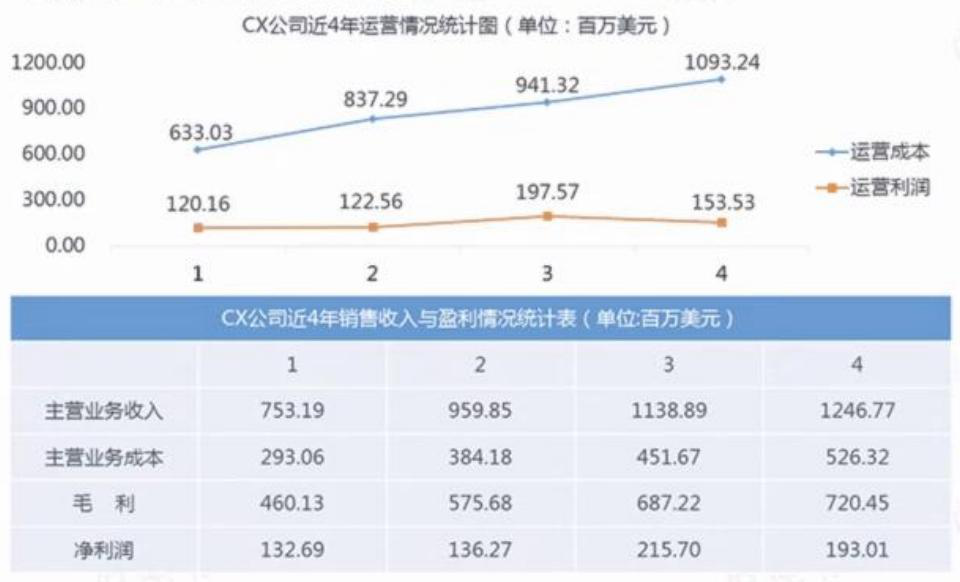 CX公司近4年运营情况统计图（单位：百万美元）
1200.00
900.00
600.00
300.00
0.00
633.03
837.29
941.32
1093.24
120.16
122.56
197.57
153.53
1 2 3 4
运营成本
运营利润
CX公司近4年销售收入与盈利情况统计表（单位:百万美元）
1 2 3 4
主营业务收入 753.19 959.85 1138.89 1246.77
主营业务成本 293.06 384.18 451.67 526.32
毛 利 460.13 575.68 687.22 720.45
净利润 132.69 136.27 215.70 193.01